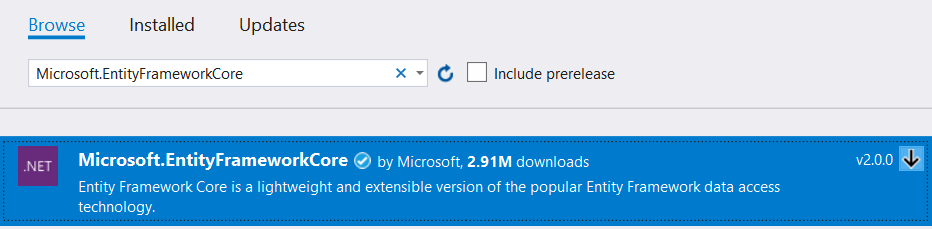 Browse Installed Updates
Microsoft.EntityFrameworkCore Include prerelease
.NET Microsoft.EntityFrameworkCore by Microsoft, 2.91M downloads v2.0.0
Entity Framework Core is a lightweight and extensible version of the popular Entity Framework data access
technology.